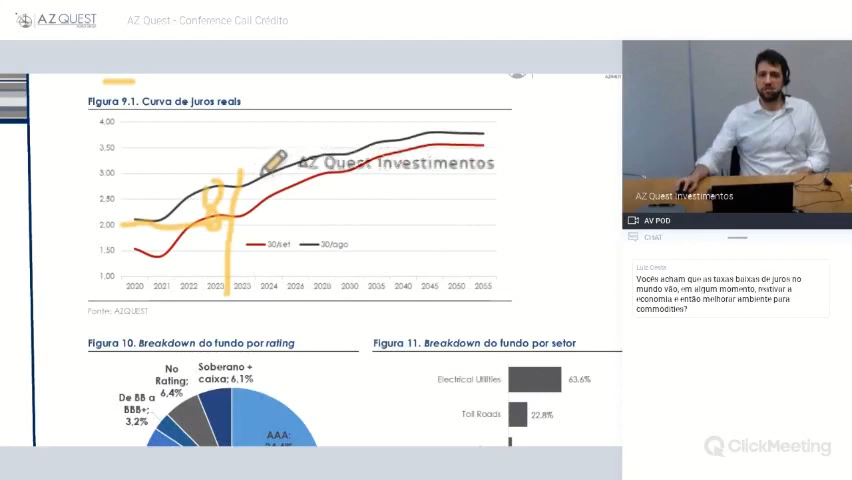 AZ QUEST
AZ Quest - Conference Call Crédito
Figura 9.1. Curva de juros reais
4,00
3,50
3,00
2,50
2,00
1,50
1,00
AZ Quest Investimentos
30/set
30/ago
2020 2021 2022 2023 2023 2024 2026 2028 2030 2035 2040 2045 2050 2055
Fonte: AZQUEST
Figura 10. Breakdown do fundo por rating
No
Rating;
6,4%
Soberano +
caixa; 6,1%
De BB a
BBB+;
3,2%
AAA:
Figura 11. Breakdown do fundo por setor
Electrical Utilities
63.6%
Toll Roads
22.8%
AZ Quest Investimentos
AV POD
CHAT
Vocês acham que as taxas baixas de juros no
mundo vão, em algum momento, reativar a
economia e então melhorar ambiente para
commodities?
ClickMeeting